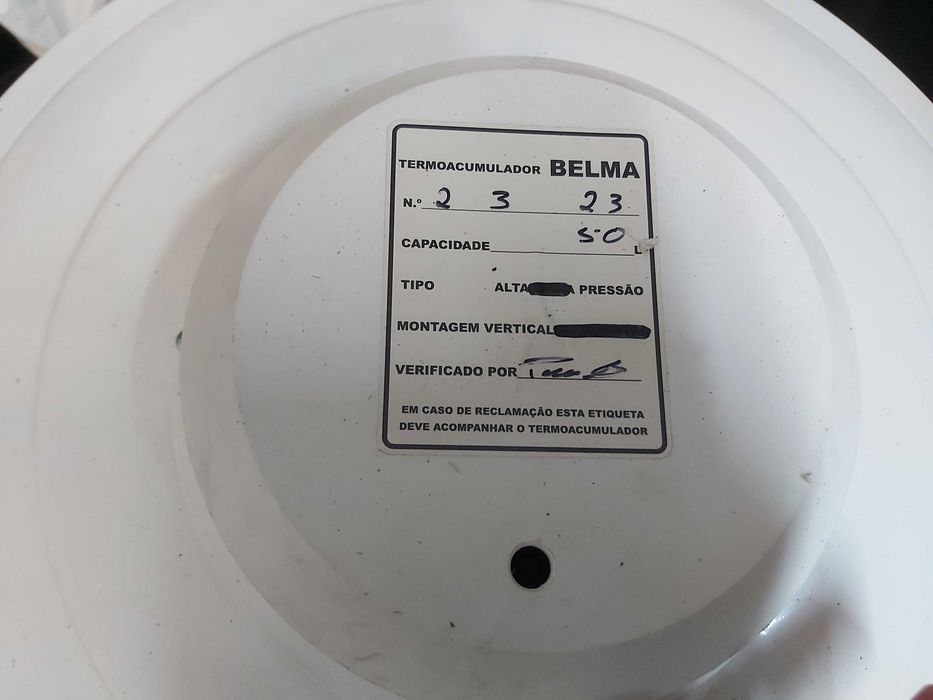 TERMOACUMULADOR BELMA
N.º 2 3 23
CAPACIDADE 50 L
TIPO ALTA PRESSÃO
MONTAGEM VERTICAL
VERIFICADO POR
EM CASO DE RECLAMAÇÃO ESTA ETIQUETA
DEVE ACOMPANHAR O TERMOACUMULADOR